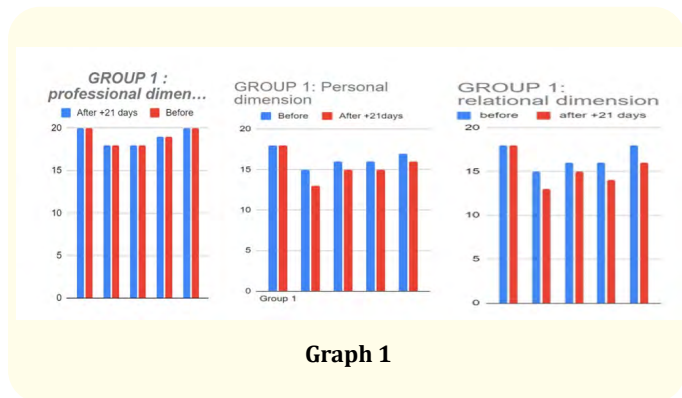 GROUP 1 :
professional dimen...
After +21 days Before
20
15
10
5
0
GROUP 1: Personal
dimension
Before After +21days
20
15
10
5
0
Group 1
GROUP 1:
relational dimension
before after +21 days
20
15
10
5
0
Graph 1